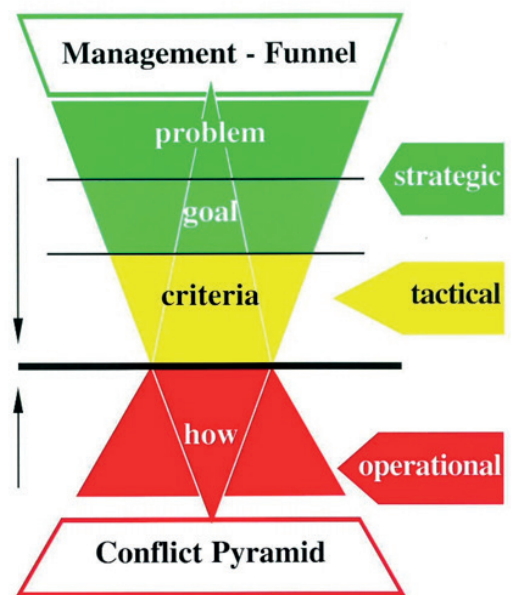 Management - Funnel
problem
strategic
goal
criteria
tactical
how
operational
Conflict Pyramid